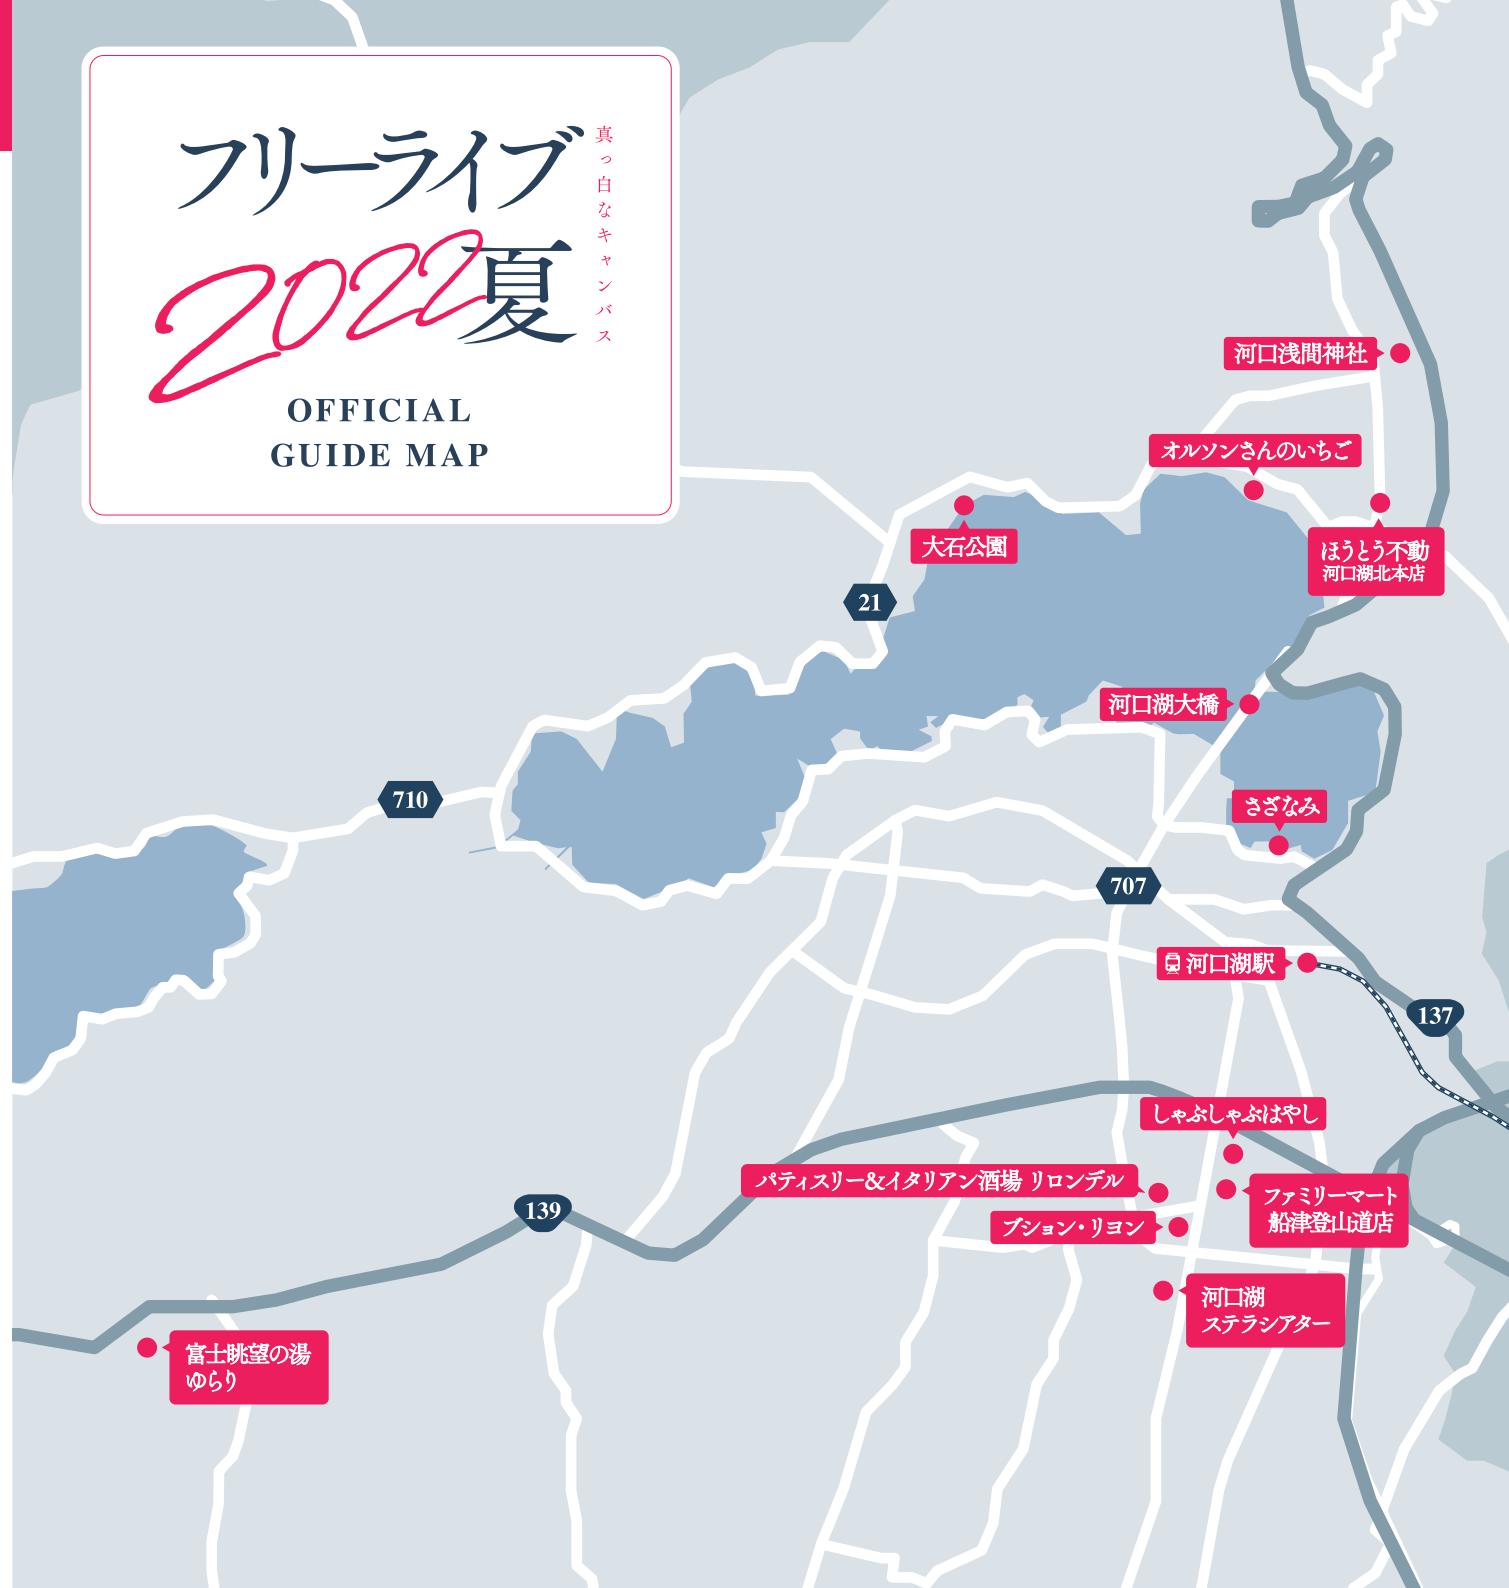 フリーライブ
2022夏
真っ白なキャンバス
OFFICIAL
GUIDE MAP
河口浅間神社
オルソンさんのいちご
大石公園
ほうとう不動
河口湖北本店
21
河口湖大橋
710
さざなみ
707
河口湖駅
137
しゃぶしゃぶはやし
パティスリー&イタリアン酒場 リロンデル
ファミリーマート
船津登山道店
139
ブション・リヨン
河口湖
ステラシアター
富士眺望の湯
ゆらり